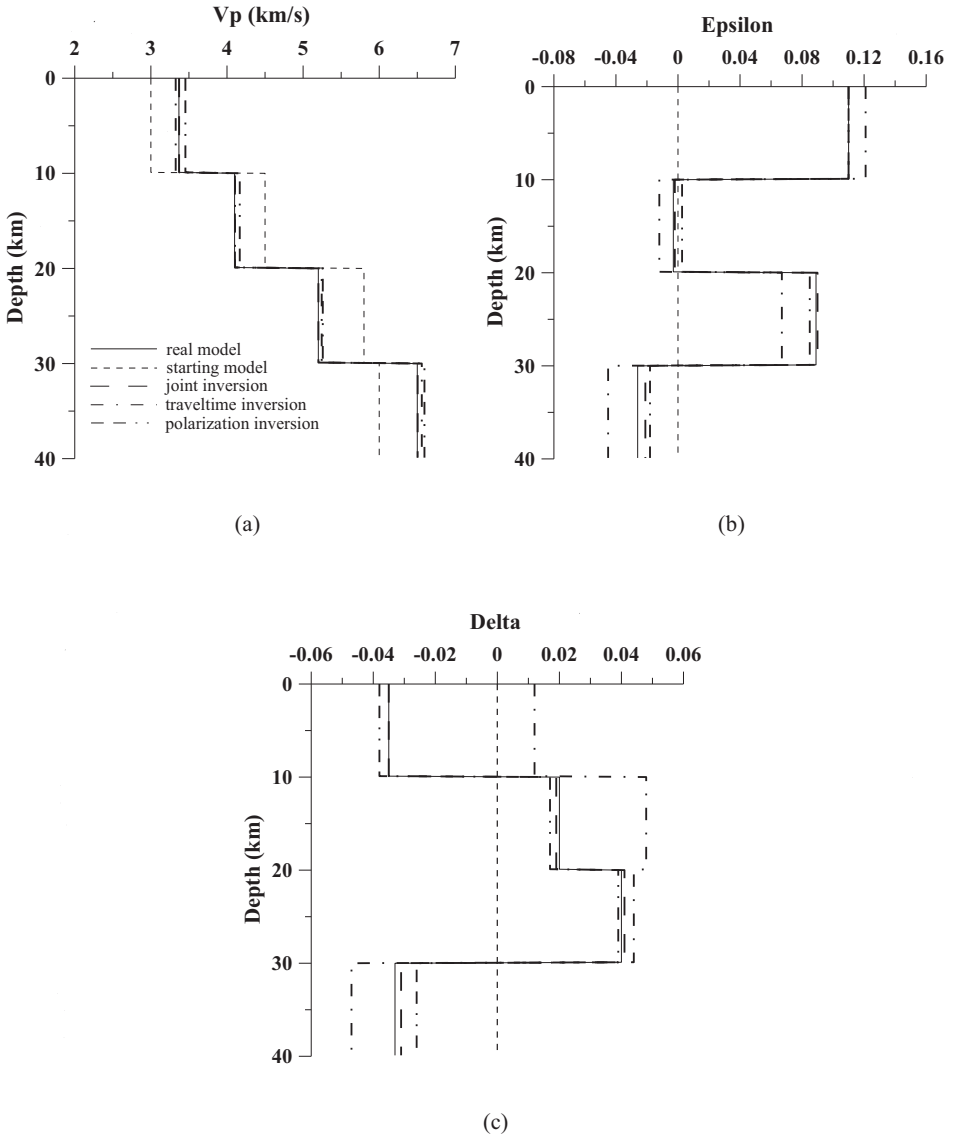 Vp (km/s)
2 3 4 5 6 7
0
10
20
30
40
Depth (km)
real model
starting model
joint inversion
traveltime inversion
polarization inversion
(a)
Epsilon
-0.08 -0.04 0 0.04 0.08 0.12 0.16
0
10
20
30
40
Depth (km)
(b)
Delta
-0.06 -0.04 -0.02 0 0.02 0.04 0.06
0
10
20
30
40
Depth (km)
(c)